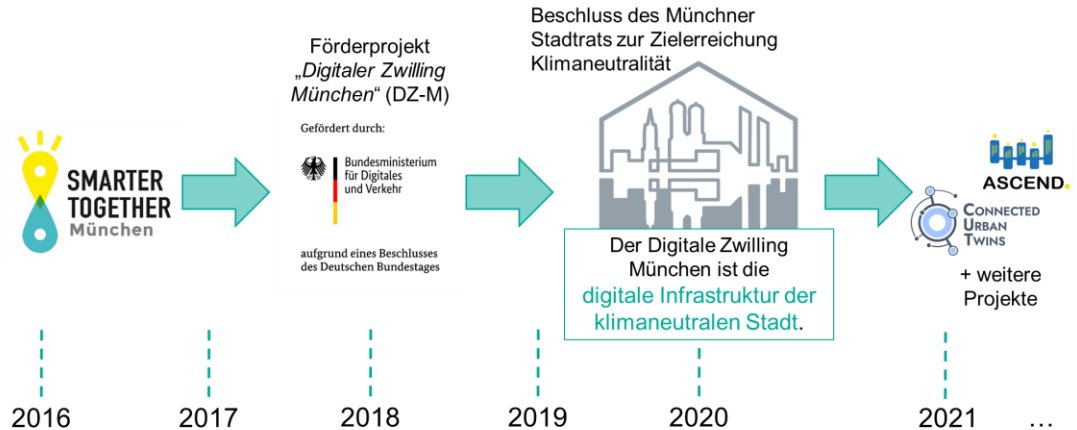 SMARTER
TOGETHER
München
Förderprojekt
„Digitaler Zwilling
München“ (DZ-M)
Gefördert durch:
Bundesministerium
für Digitales
und Verkehr
aufgrund eines Beschlusses
des Deutschen Bundestages
Beschluss des Münchner
Stadtrats zur Zielerreichung
Klimaneutralität
Der Digitale Zwilling
München ist die
digitale Infrastruktur der
klimaneutralen Stadt.
ASCEND.
CONNECTED
URBAN
TWINS
+ weitere
Projekte
2016 2017 2018 2019 2020 2021 ...